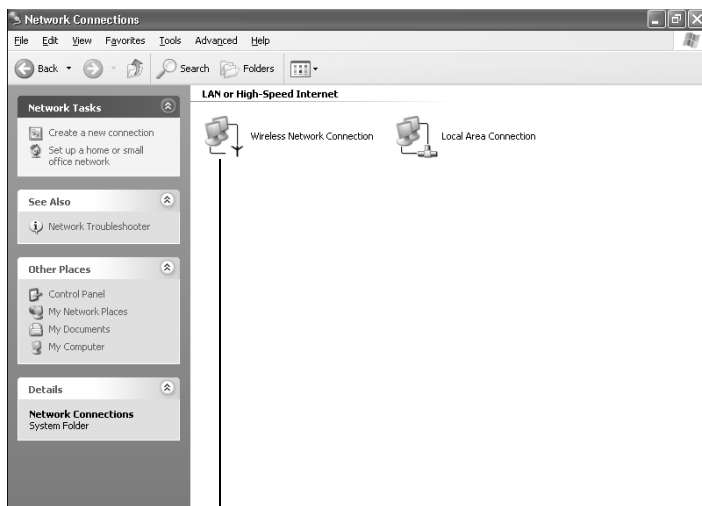 Network Connections
File Edit View Favorites Tools Advanced Help
Back Search Folders
LAN or High-Speed Internet
Network Tasks
Create a new connection
Set up a home or small
office network
Wireless Network Connection
Local Area Connection
See Also
Network Troubleshooter
Other Places
Control Panel
My Network Places
My Documents
My Computer
Details
Network Connections
System Folder